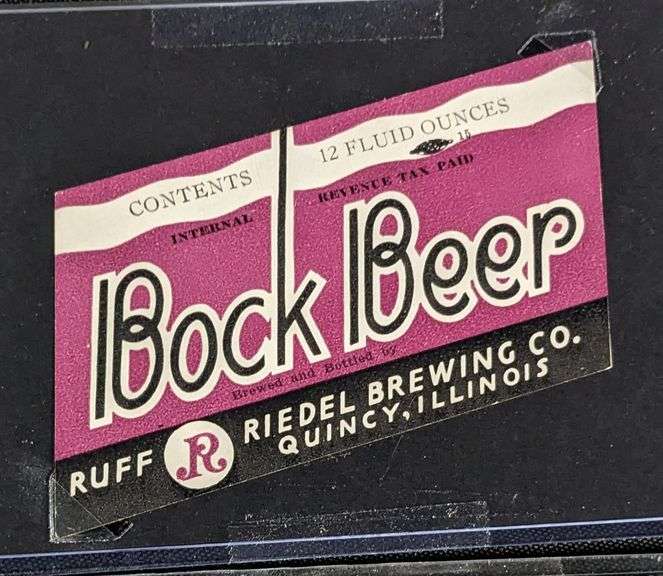 CONTENTS 12 FLUID OUNCES
15
INTERNAL REVENUE TAX PAID
Bock Beer
Brewed and Bottled by
RUFF R RIEDEL BREWING CO.
QUINCY, ILLINOIS